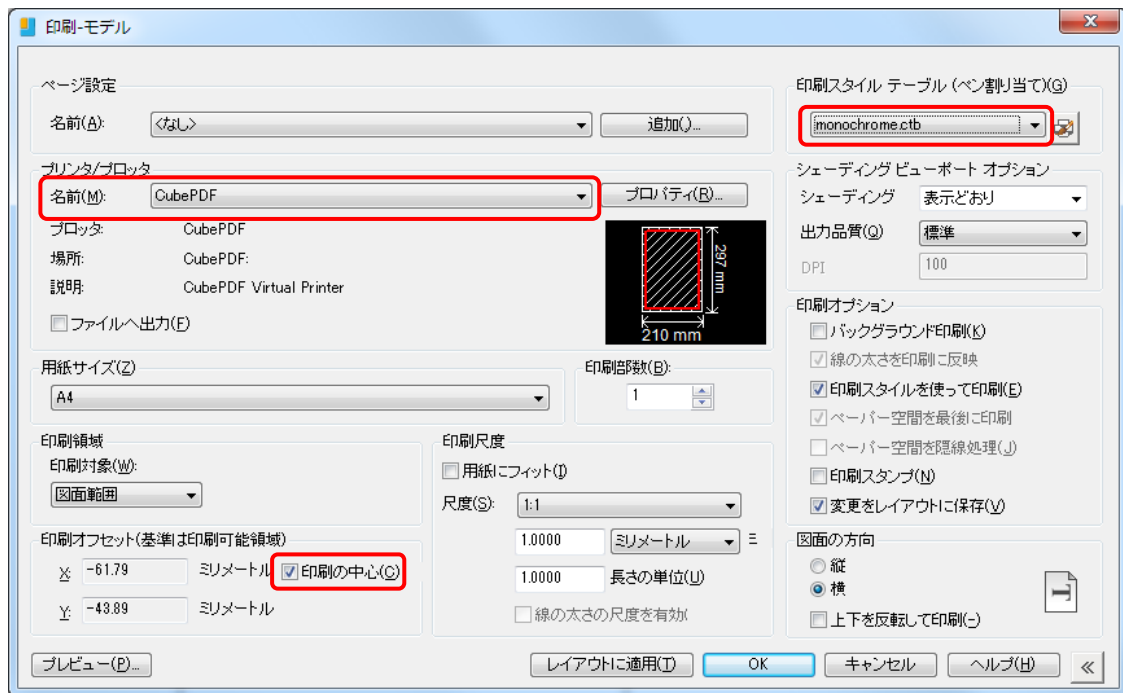 印刷-モデル
ページ設定
名前(A):
<なし>
追加()...
プリンタ/プロッタ
名前(M):
CubePDF
プロパティ(R)...
プロッタ:
CubePDF
場所:
CubePDF:
説明:
CubePDF Virtual Printer
ファイルへ出力(F)
297 mm
210 mm
用紙サイズ(Z)
A4
印刷部数(B):
1
印刷領域
印刷対象(W):
図面範囲
印刷オフセット(基準は印刷可能領域)
X:
-61.79
ミリメートル
印刷の中心(C)
Y:
-43.89
ミリメートル
印刷尺度
用紙にフィット(I)
尺度(S):
1:1
1.0000
ミリメートル
ミ
1.0000
長さの単位(U)
線の太さの尺度を有効(
印刷スタイル テーブル (ペン割り当て)(G)
monochrome.ctb
シェーディング ビューポート オプション
シェーディング
表示どおり
出力品質(Q)
標準
DPI
100
印刷オプション
バックグラウンド印刷(K)
線の太さを印刷に反映
印刷スタイルを使って印刷(E)
ペーパー空間を最後に印刷
ペーパー空間を隠線処理(J)
印刷スタンプ(N)
変更をレイアウトに保存(V)
図面の方向
縦
横
上下を反転して印刷(-)
プレビュー(P)...
レイアウトに適用(T)
OK
キャンセル
ヘルプ(H)